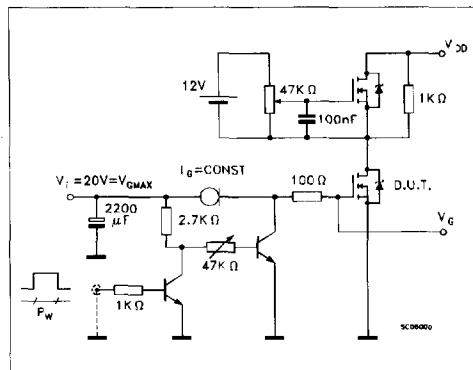 V_DD
12V
47KΩ
100nF
1KΩ
V_i =20V=V_GMAX
I_G=CONST
100Ω
D.U.T.
2200
μF
2.7KΩ
V_G
47KΩ
1KΩ
P_W
SC06000